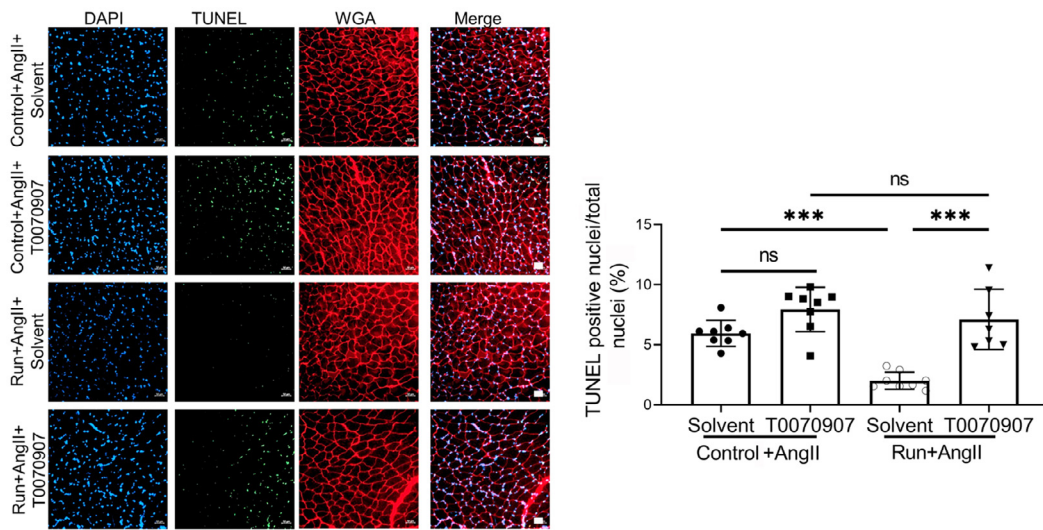 DAPI TUNEL WGA Merge
Control+AngII+
Solvent
Control+AngII+
T0070907
Run+AngII+
Solvent
Run+AngII+
T0070907
TUNEL positive nuclei/total
nuclei (%)
15
10
5
0
ns
*** ***
ns
Solvent T0070907 Solvent T0070907
Control +AngII Run+AngII